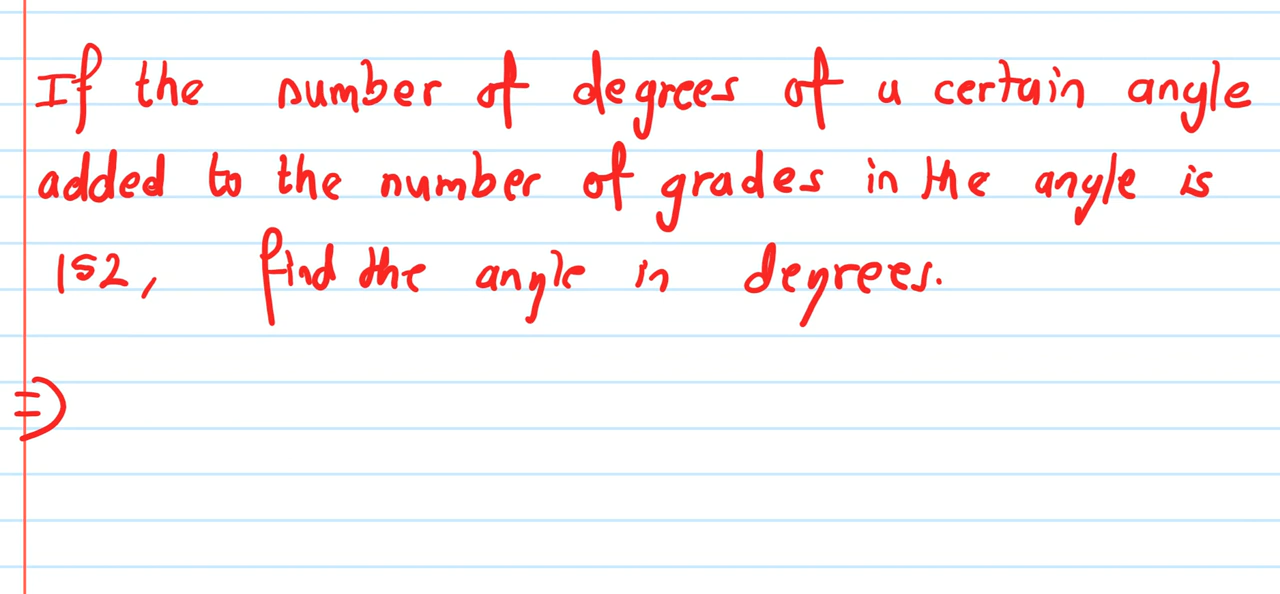 If the number of degrees of a certain angle
added to the number of grades in the angle is
152, find the angle in degrees.
⇒